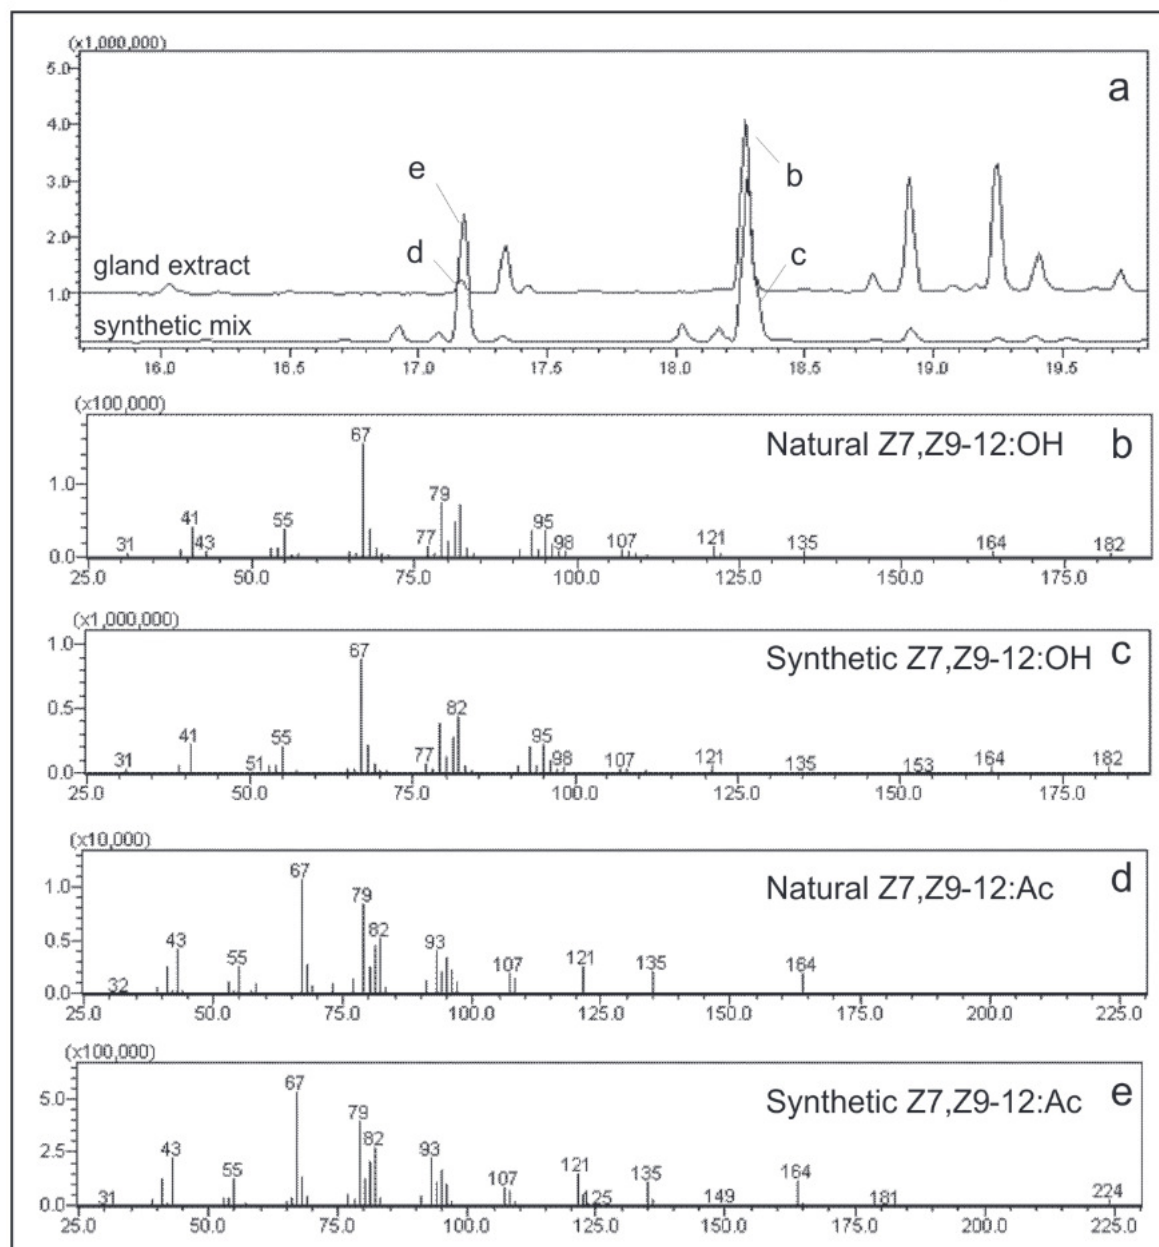 (x1,000,000)
a
5.0
4.0
3.0
2.0
1.0
e
d
b
c
gland extract
synthetic mix
16.0 16.5 17.0 17.5 18.0 18.5 19.0 19.5
(x100,000)
Natural Z7,Z9-12:OH b
1.0
0.0
31 41 43 55 67 77 79 95 98 107 121 135 164 182
25.0 50.0 75.0 100.0 125.0 150.0 175.0
(x1,000,000)
Synthetic Z7,Z9-12:OH c
1.0
0.5
0.0
31 41 51 55 67 77 82 95 98 107 121 135 153 164 182
25.0 50.0 75.0 100.0 125.0 150.0 175.0
(x10,000)
Natural Z7,Z9-12:Ac d
1.0
0.5
0.0
32 43 55 67 79 82 93 107 121 135 164
25.0 50.0 75.0 100.0 125.0 150.0 175.0 200.0 225.0
(x100,000)
Synthetic Z7,Z9-12:Ac e
5.0
2.5
0.0
31 43 55 67 79 82 93 107 121 125 135 149 164 181 224
25.0 50.0 75.0 100.0 125.0 150.0 175.0 200.0 225.0